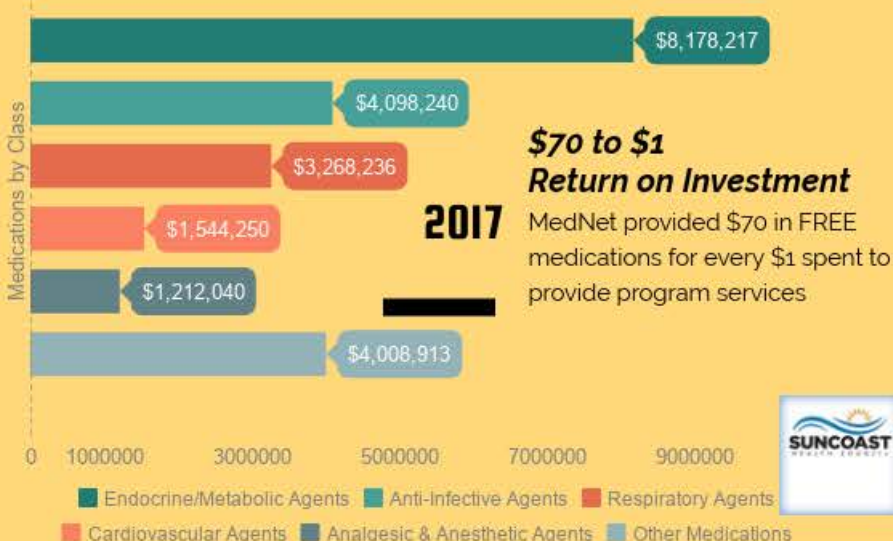 Medications by Class
$8,178,217
$4,098,240
$3,268,236
$1,544,250
$1,212,040
$4,008,913
2017
$70 to $1
Return on Investment
MedNet provided $70 in FREE
medications for every $1 spent to
provide program services
0 1000000 3000000 5000000 7000000 9000000
SUNCOAST
HEALTH COUNCIL
Endocrine/Metabolic Agents Anti-Infective Agents Respiratory Agents
Cardiovascular Agents Analgesic & Anesthetic Agents Other Medications